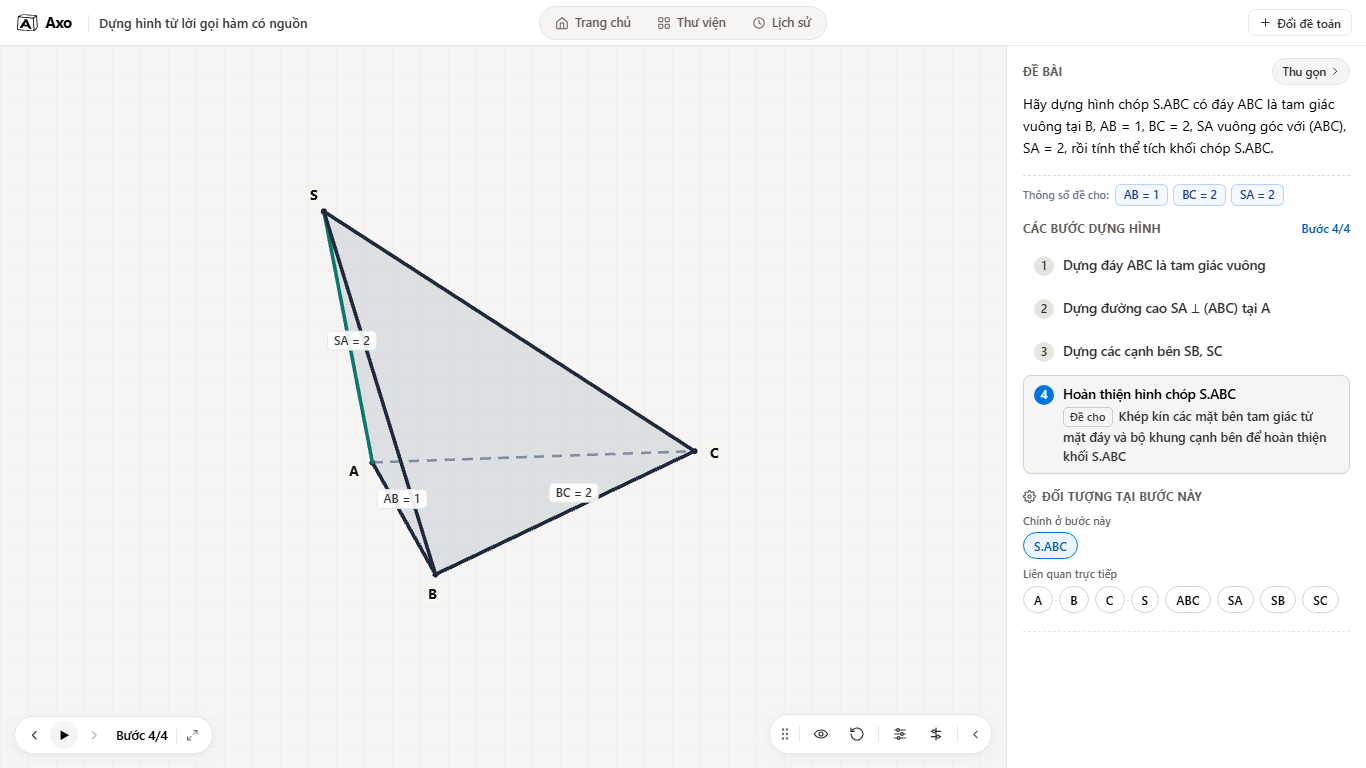 Axo
Dựng hình từ lời gọi hàm có nguồn
Trang chủ
Thư viện
Lịch sử
Đổi đề toán
S
SA = 2
A
AB = 1
BC = 2
C
B
Bước 4/4
ĐỀ BÀI
Thu gọn
Hãy dựng hình chóp S.ABC có đáy ABC là tam giác
vuông tại B, AB = 1, BC = 2, SA vuông góc với (ABC),
SA = 2, rồi tính thể tích khối chóp S.ABC.
Thông số đề cho: AB = 1 BC = 2 SA = 2
CÁC BƯỚC DỰNG HÌNH
Bước 4/4
1 Dựng đáy ABC là tam giác vuông
2 Dựng đường cao SA ⊥ (ABC) tại A
3 Dựng các cạnh bên SB, SC
4 Hoàn thiện hình chóp S.ABC
Đề cho Khép kín các mặt bên tam giác từ
mặt đáy và bộ khung cạnh bên để hoàn thiện
khối S.ABC
ĐỐI TƯỢNG TẠI BƯỚC NÀY
Chính ở bước này
S.ABC
Liên quan trực tiếp
A B C S ABC SA SB SC